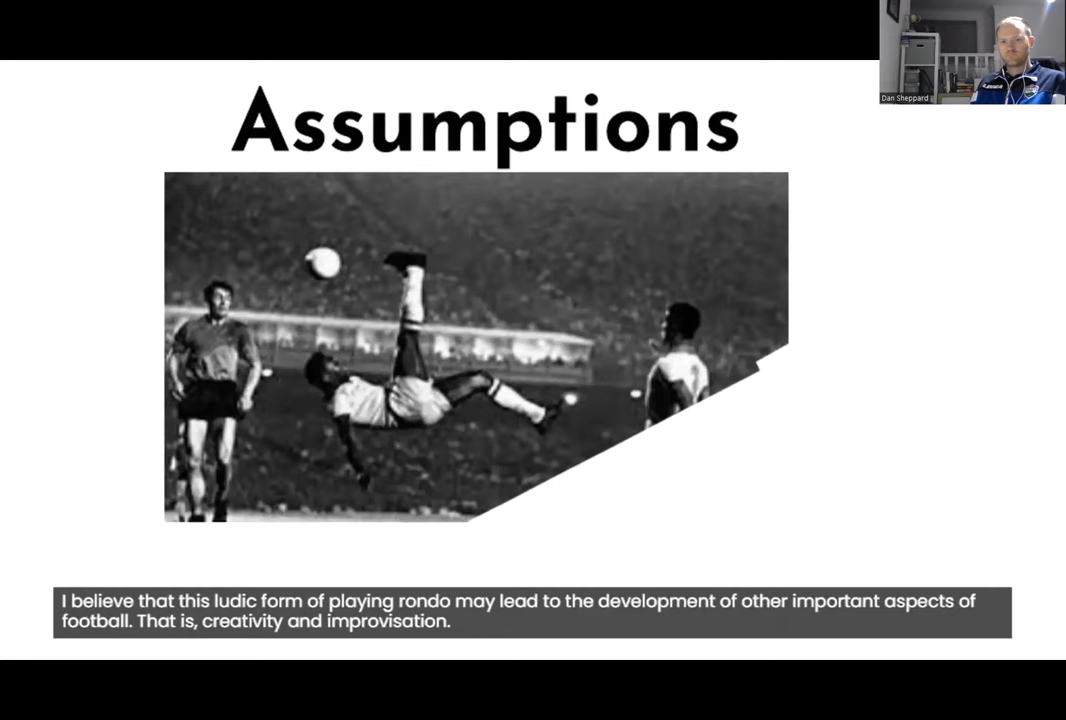 Dan Sheppard
Assumptions
I believe that this ludic form of playing rondo may lead to the development of other important aspects of
football. That is, creativity and improvisation.